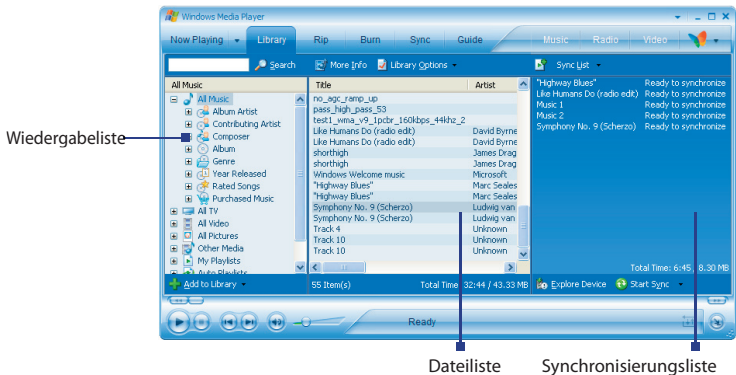 Windows Media Player
Now Playing Library Rip Burn Sync Guide Music Radio Video
Search More Info Library Options Sync List
All Music
All Music
Album Artist
Contributing Artist
Composer
Album
Genre
Year Released
Rated Songs
Purchased Music
All TV
All Video
All Pictures
Other Media
My Playlists
Auto Playlists
Title Artist
no_agc_ramp_up
pass_high_pass_53
test1_wma_v9_1pcbr_160kbps_44khz_2
Like Humans Do (radio edit) David Byrne
Like Humans Do (radio edit) David Byrne
shorthigh James Drag
shorthigh James Drag
Windows Welcome music Microsoft
"Highway Blues" Marc Seales
"Highway Blues" Marc Seales
Symphony No. 9 (Scherzo) Ludwig van
Symphony No. 9 (Scherzo) Ludwig van
Track 4 Unknown
Track 10 Unknown
Track 10 Unknown
"Highway Blues" Ready to synchronize
Like Humans Do (radio edit) Ready to synchronize
Music 1 Ready to synchronize
Music 2 Ready to synchronize
Symphony No. 9 (Scherzo) Ready to synchronize
Total Time: 6:45 / 8.30 MB
Add to Library 55 Item(s) Total Time: 32:44 / 43.33 MB Explore Device Start Sync
Ready
Wiedergabeliste
Dateiliste Synchronisierungsliste